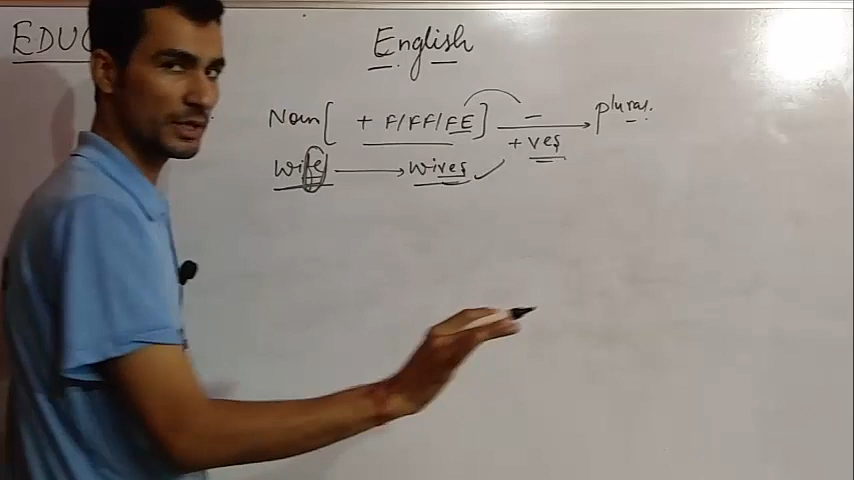 EDUC
English
Noun [ + F/FF/FE ] – → plural.
+ ves
Wife → wives ✓